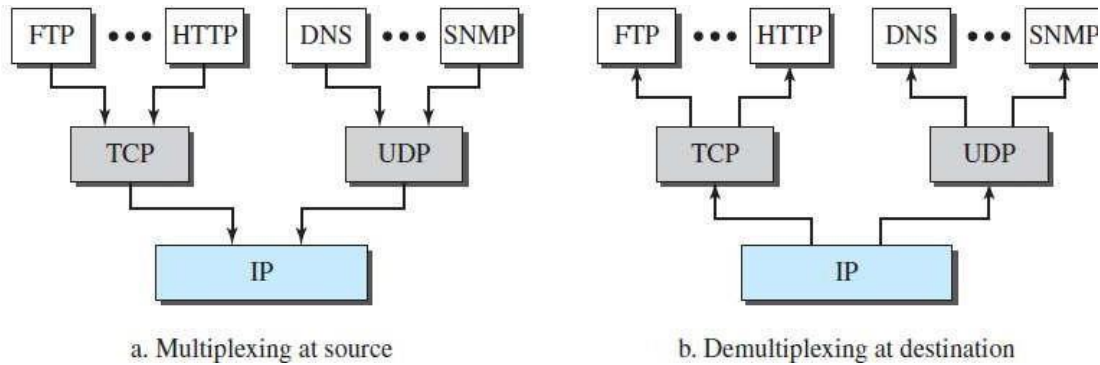 FTP ••• HTTP DNS ••• SNMP FTP ••• HTTP DNS ••• SNMP
TCP UDP TCP UDP
IP IP
a. Multiplexing at source b. Demultiplexing at destination